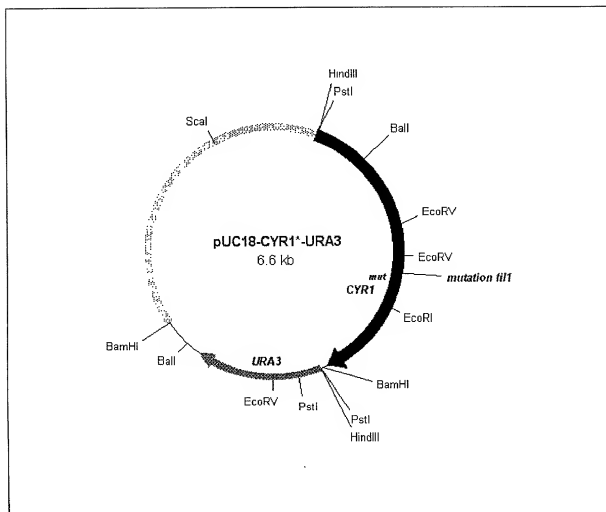 HindIII
PstI
ScaI
BalI
EcoRV
pUC18-CYR1*-URA3
6.6 kb
EcoRV
mut
CYR1
mutation fil1
EcoRI
BamHI
BalI
URA3
BamHI
EcoRV
PstI
PstI
HindIII